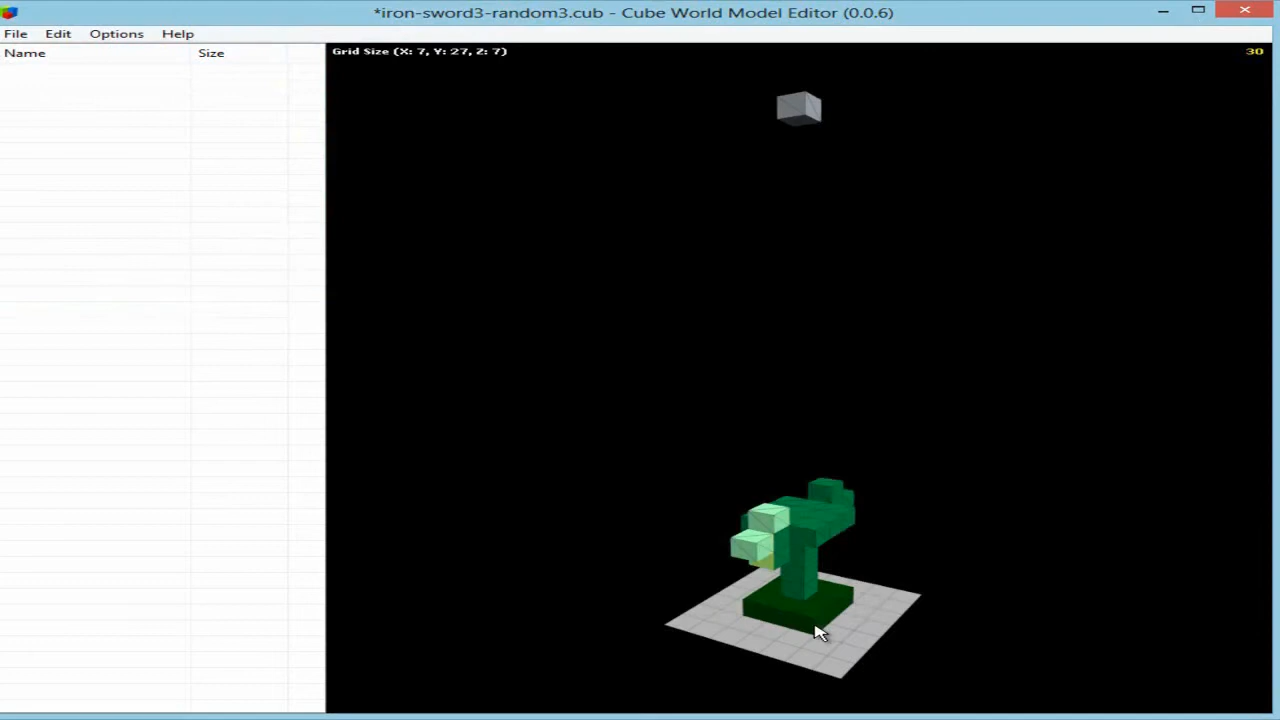 *iron-sword3-random3.cub - Cube World Model Editor (0.0.6)
File Edit Options Help
Name Size
Grid Size (X: 7, Y: 27, Z: 7) 30